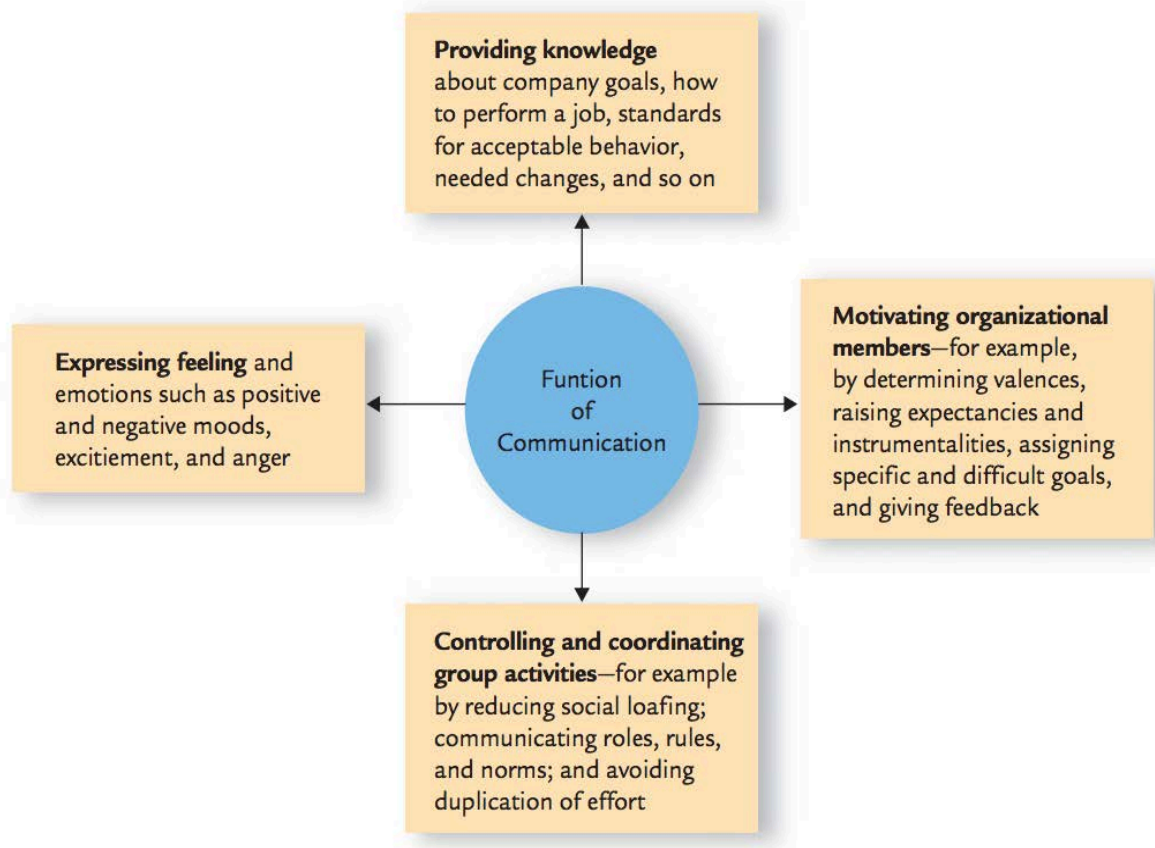 Providing knowledge
about company goals, how
to perform a job, standards
for acceptable behavior,
needed changes, and so on
Expressing feeling and
emotions such as positive
and negative moods,
excitiement, and anger
Funtion
of
Communication
Motivating organizational
members—for example,
by determining valences,
raising expectancies and
instrumentalities, assigning
specific and difficult goals,
and giving feedback
Controlling and coordinating
group activities—for example
by reducing social loafing;
communicating roles, rules,
and norms; and avoiding
duplication of effort